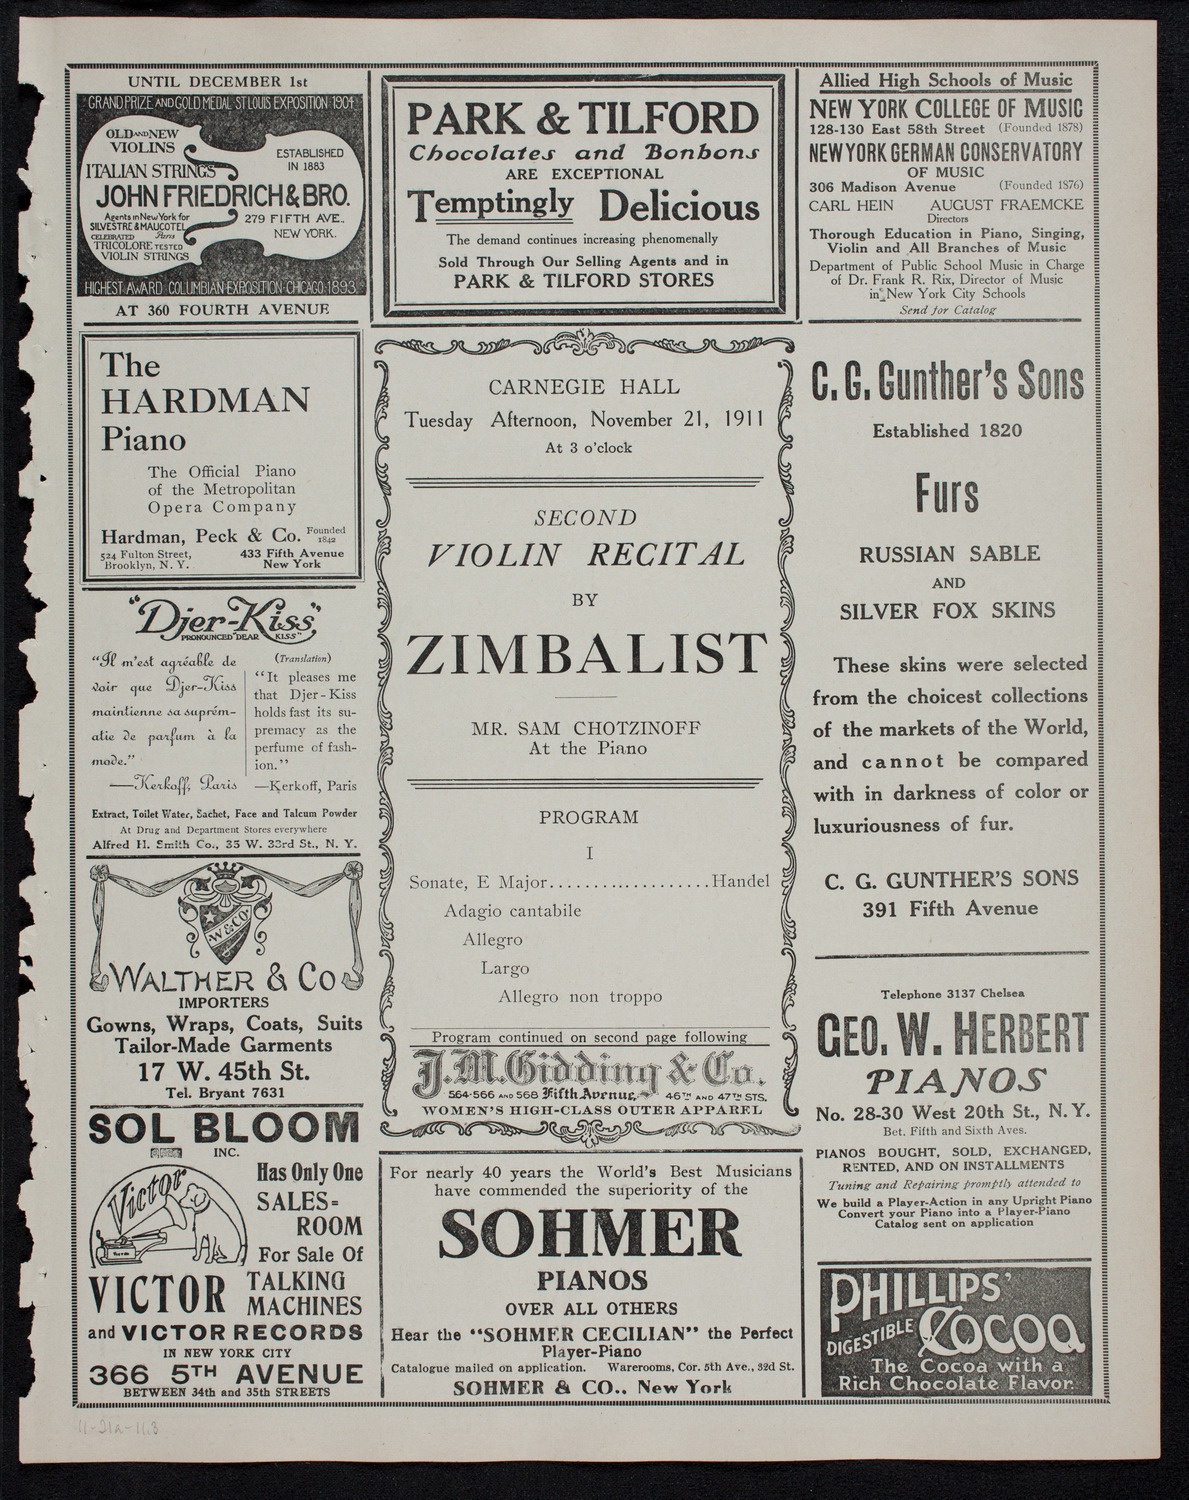 UNTIL DECEMBER 1st
GRAND PRIZE AND GOLD MEDAL ST LOUIS EXPOSITION 1904
OLD AND NEW
VIOLINS
ITALIAN STRINGS
ESTABLISHED
IN 1883
JOHN FRIEDRICH & BRO.
Agents in New York for
SILVESTRE & MAUCOTEL
CELEBRATED Paris
TRICOLORE TESTED
VIOLIN STRINGS
279 FIFTH AVE.,
NEW YORK.
HIGHEST AWARD COLUMBIAN EXPOSITION CHICAGO 1893
AT 360 FOURTH AVENUE
The
HARDMAN
Piano
The Official Piano
of the Metropolitan
Opera Company
Hardman, Peck & Co. Founded 1842
524 Fulton Street,
Brooklyn, N. Y.
433 Fifth Avenue
New York
"Djer-Kiss"
PRONOUNCED "DEAR KISS"
"Il m'est agréable de
voir que Djer-Kiss
maintienne sa suprém-
atie de parfum à la
mode."
—Kerkoff, Paris
(Translation)
"It pleases me
that Djer-Kiss
holds fast its su-
premacy as the
perfume of fash-
ion."
—Kerkoff, Paris
Extract, Toilet Water, Sachet, Face and Talcum Powder
At Drug and Department Stores everywhere
Alfred H. Smith Co., 35 W. 33rd St., N. Y.
W & CO.
WALTHER & CO
IMPORTERS
Gowns, Wraps, Coats, Suits
Tailor-Made Garments
17 W. 45th St.
Tel. Bryant 7631
SOL BLOOM
INC.
Victor
Has Only One
SALES=
ROOM
For Sale Of
VICTOR TALKING
MACHINES
and VICTOR RECORDS
IN NEW YORK CITY
366 5TH AVENUE
BETWEEN 34th and 35th STREETS
PARK & TILFORD
Chocolates and Bonbons
ARE EXCEPTIONAL
Temptingly Delicious
The demand continues increasing phenomenally
Sold Through Our Selling Agents and in
PARK & TILFORD STORES
CARNEGIE HALL
Tuesday Afternoon, November 21, 1911
At 3 o'clock
SECOND
VIOLIN RECITAL
BY
ZIMBALIST
MR. SAM CHOTZINOFF
At the Piano
PROGRAM
I
Sonate, E Major....................Handel
Adagio cantabile
Allegro
Largo
Allegro non troppo
Program continued on second page following
J. M. Gidding & Co.
564-566 AND 568 Fifth Avenue, 46TH AND 47TH STS.
WOMEN'S HIGH-CLASS OUTER APPAREL
For nearly 40 years the World's Best Musicians
have commended the superiority of the
SOHMER
PIANOS
OVER ALL OTHERS
Hear the "SOHMER CECILIAN" the Perfect
Player-Piano
Catalogue mailed on application. Warerooms, Cor. 5th Ave., 32d St.
SOHMER & CO., New York
Allied High Schools of Music
NEW YORK COLLEGE OF MUSIC
128-130 East 58th Street (Founded 1878)
NEW YORK GERMAN CONSERVATORY
OF MUSIC
306 Madison Avenue (Founded 1876)
CARL HEIN AUGUST FRAEMCKE
Directors
Thorough Education in Piano, Singing,
Violin and All Branches of Music
Department of Public School Music in Charge
of Dr. Frank R. Rix, Director of Music
in New York City Schools
Send for Catalog
C. G. Gunther's Sons
Established 1820
Furs
RUSSIAN SABLE
AND
SILVER FOX SKINS
These skins were selected
from the choicest collections
of the markets of the World,
and cannot be compared
with in darkness of color or
luxuriousness of fur.
C. G. GUNTHER'S SONS
391 Fifth Avenue
Telephone 3137 Chelsea
GEO. W. HERBERT
PIANOS
No. 28-30 West 20th St., N. Y.
Bet. Fifth and Sixth Aves.
PIANOS BOUGHT, SOLD, EXCHANGED,
RENTED, AND ON INSTALLMENTS
Tuning and Repairing promptly attended to
We build a Player-Action in any Upright Piano
Convert your Piano into a Player-Piano
Catalog sent on application
PHILLIPS'
DIGESTIBLE COCOA
The Cocoa with a
Rich Chocolate Flavor.
11-21a-11.3